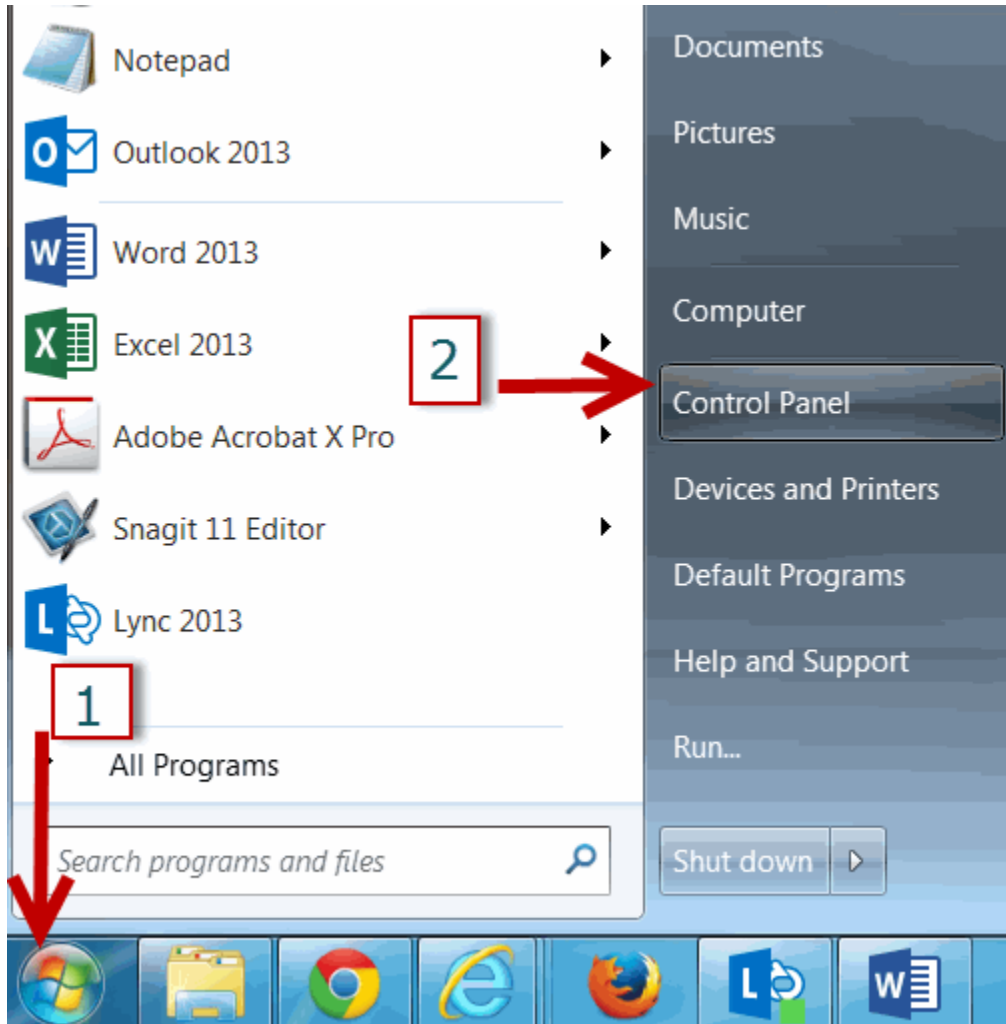 Notepad
Outlook 2013
Word 2013
Excel 2013
Adobe Acrobat X Pro
Snagit 11 Editor
Lync 2013
1
All Programs
Search programs and files
2
Documents
Pictures
Music
Computer
Control Panel
Devices and Printers
Default Programs
Help and Support
Run...
Shut down